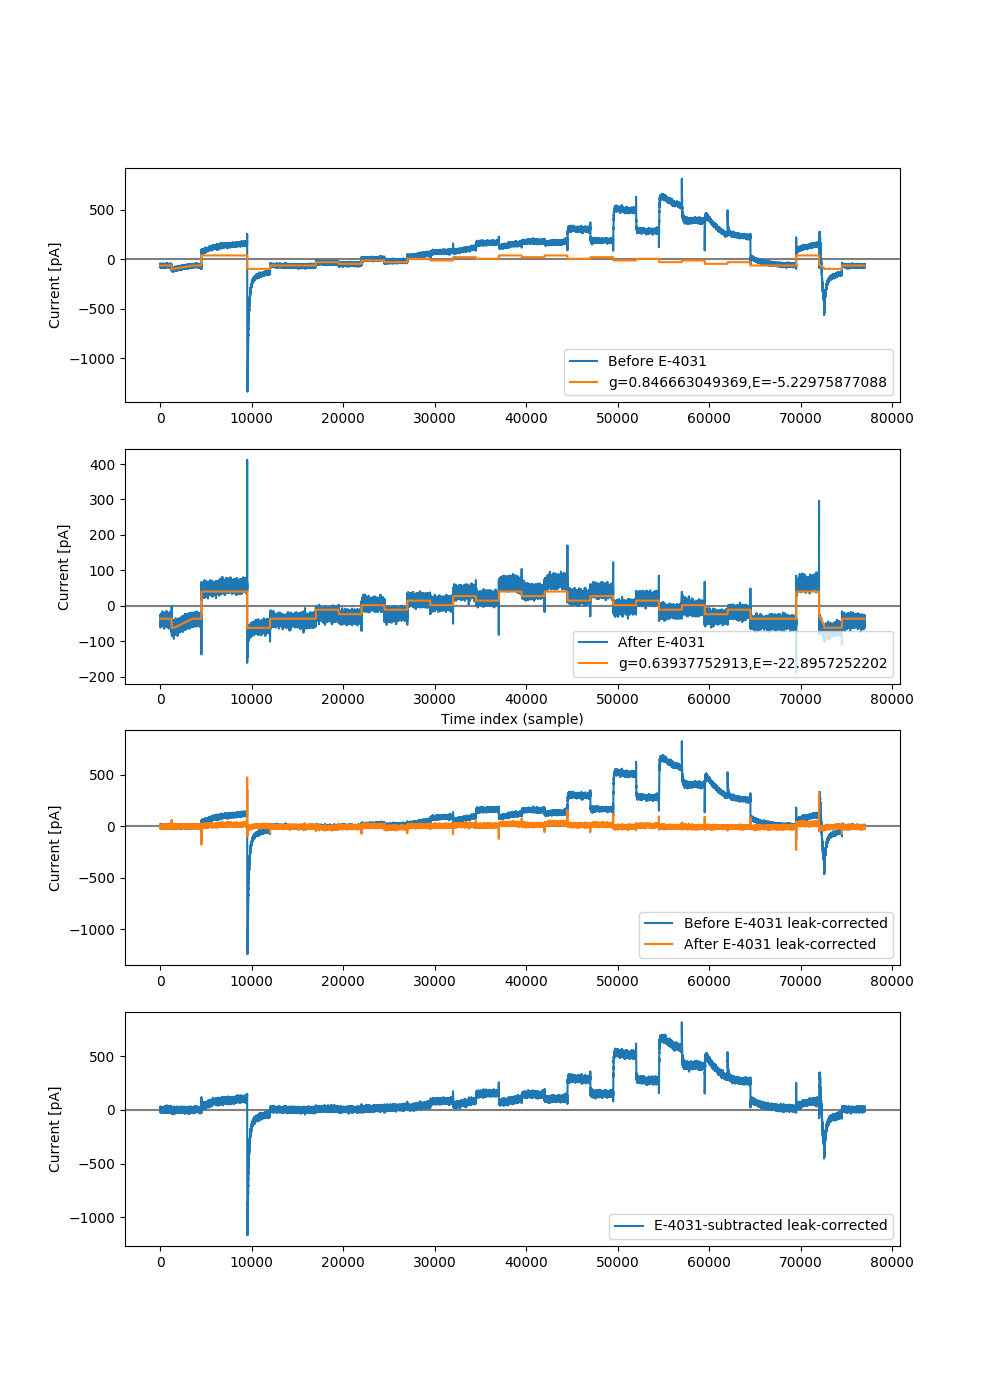 Current [pA]
500
0
−500
−1000
Before E-4031
g=0.846663049369,E=-5.22975877088
0 10000 20000 30000 40000 50000 60000 70000 80000
Current [pA]
400
300
200
100
0
−100
−200
After E-4031
g=0.63937752913,E=-22.8957252202
0 10000 20000 30000 40000 50000 60000 70000 80000
Time index (sample)
Current [pA]
500
0
−500
−1000
Before E-4031 leak-corrected
After E-4031 leak-corrected
0 10000 20000 30000 40000 50000 60000 70000 80000
Current [pA]
500
0
−500
−1000
E-4031-subtracted leak-corrected
0 10000 20000 30000 40000 50000 60000 70000 80000